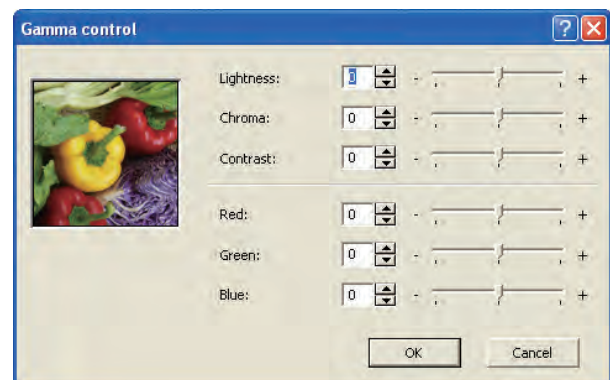 Gamma control
Lightness: 0 - +
Chroma: 0 - +
Contrast: 0 - +
Red: 0 - +
Green: 0 - +
Blue: 0 - +
OK Cancel